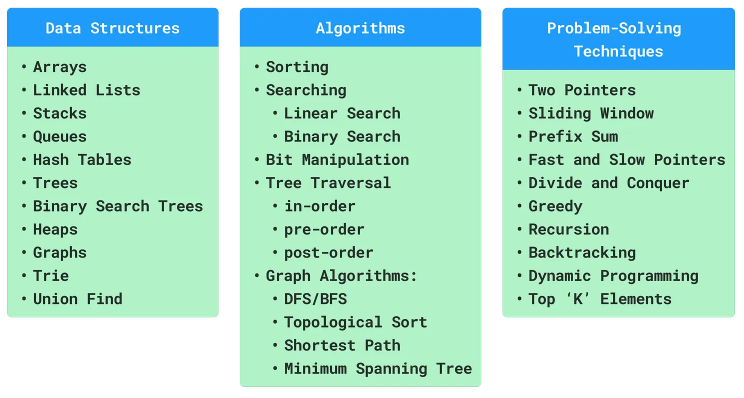 Data Structures
• Arrays
• Linked Lists
• Stacks
• Queues
• Hash Tables
• Trees
• Binary Search Trees
• Heaps
• Graphs
• Trie
• Union Find
Algorithms
• Sorting
• Searching
• Linear Search
• Binary Search
• Bit Manipulation
• Tree Traversal
• in-order
• pre-order
• post-order
• Graph Algorithms:
• DFS/BFS
• Topological Sort
• Shortest Path
• Minimum Spanning Tree
Problem-Solving
Techniques
• Two Pointers
• Sliding Window
• Prefix Sum
• Fast and Slow Pointers
• Divide and Conquer
• Greedy
• Recursion
• Backtracking
• Dynamic Programming
• Top ‘K’ Elements